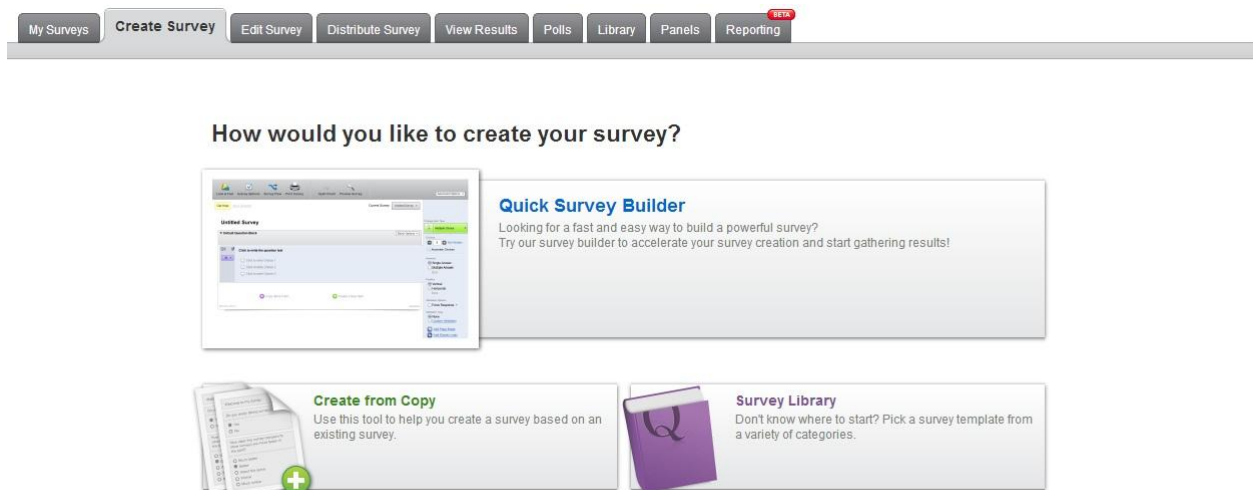 My Surveys Create Survey Edit Survey Distribute Survey View Results Polls Library Panels Reporting BETA
How would you like to create your survey?
Untitled Survey
Quick Survey Builder
Looking for a fast and easy way to build a powerful survey?
Try our survey builder to accelerate your survey creation and start gathering results!
Create from Copy
Use this tool to help you create a survey based on an
existing survey.
Q
Survey Library
Don't know where to start? Pick a survey template from
a variety of categories.